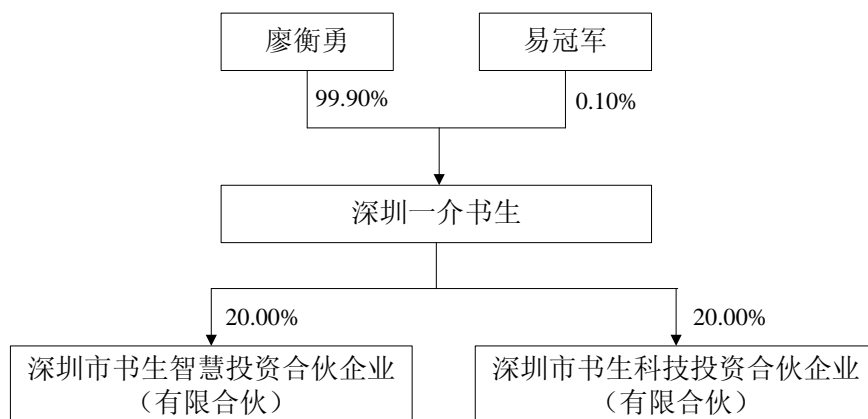 廖衡勇 易冠军
99.90% 0.10%
深圳一介书生
20.00% 20.00%
深圳市书生智慧投资合伙企业
（有限合伙）
深圳市书生科技投资合伙企业
（有限合伙）